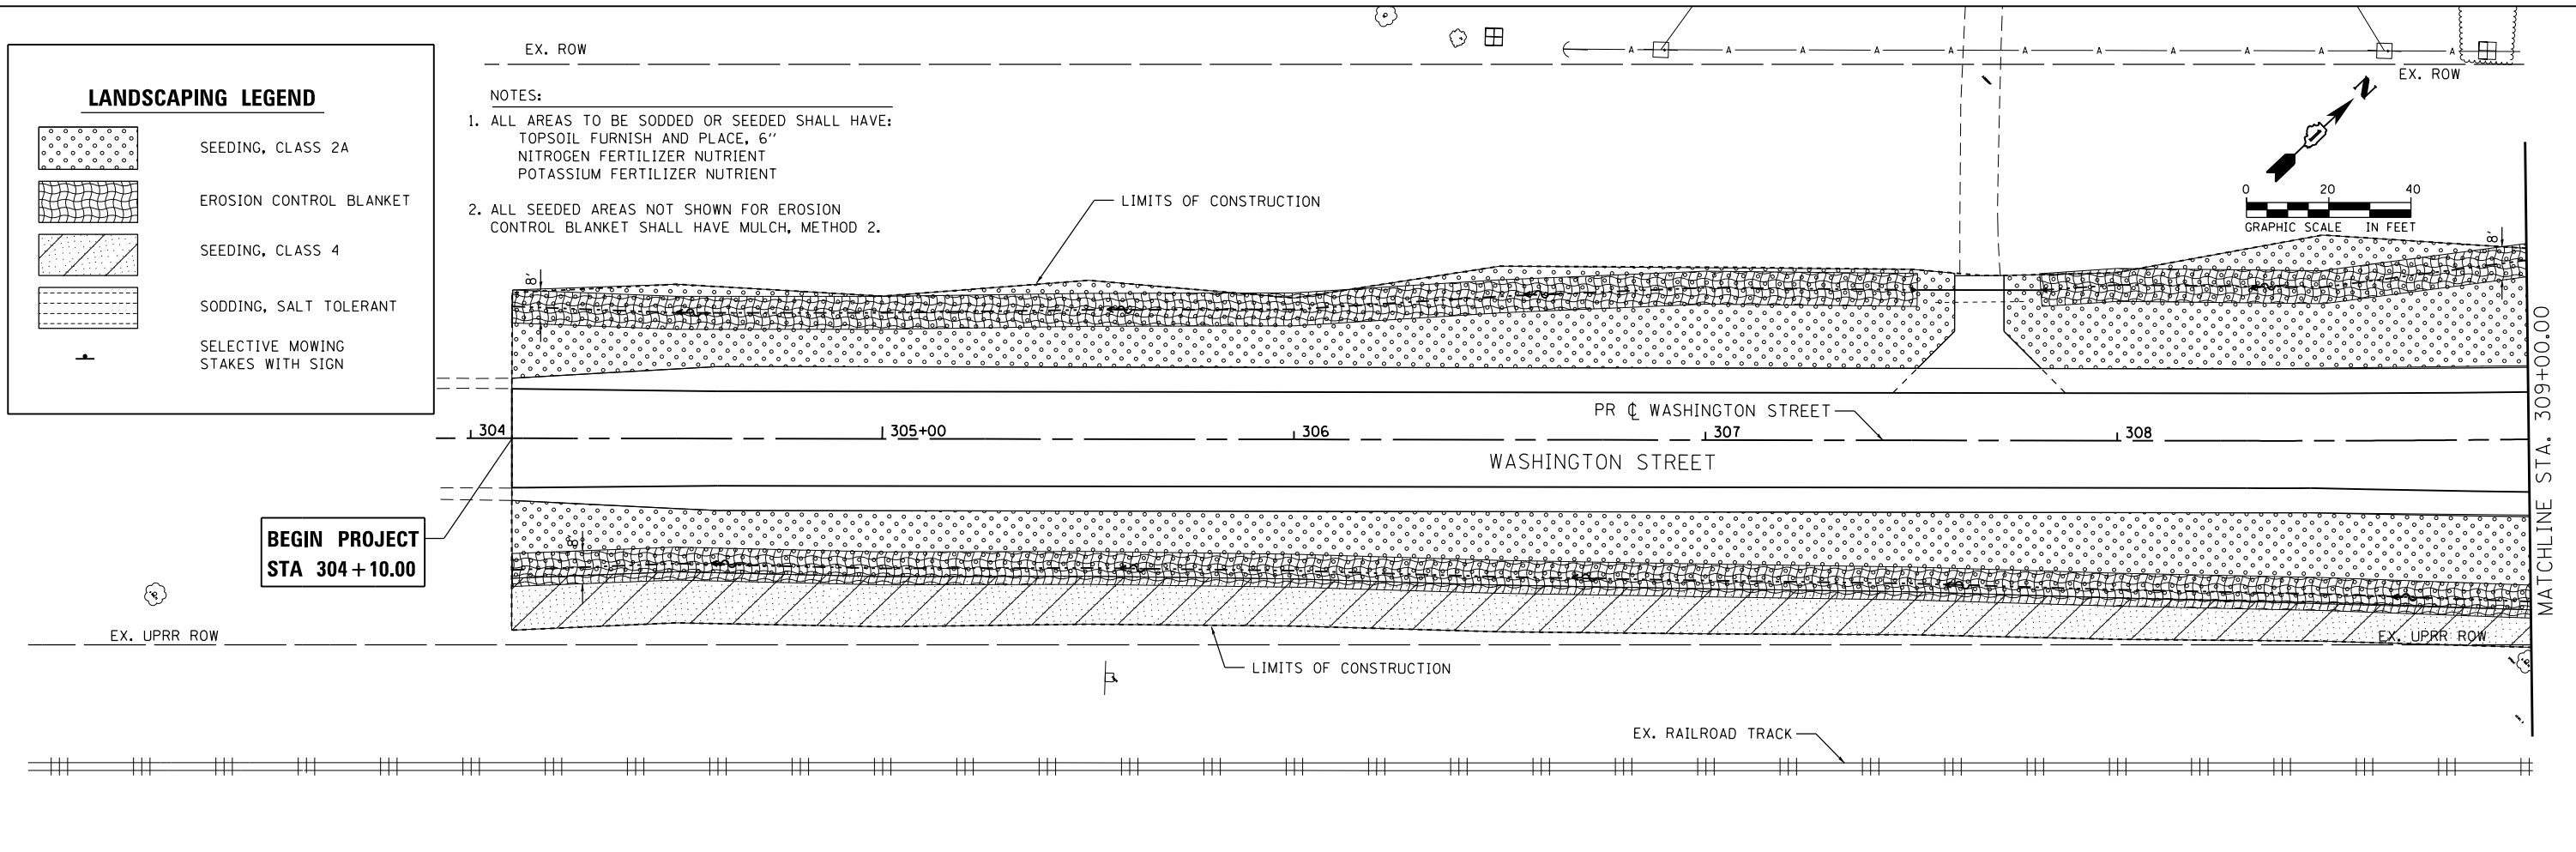 EX. ROW
LANDSCAPING LEGEND
SEEDING, CLASS 2A
EROSION CONTROL BLANKET
SEEDING, CLASS 4
SODDING, SALT TOLERANT
SELECTIVE MOWING
STAKES WITH SIGN
NOTES:
1. ALL AREAS TO BE SODDED OR SEEDED SHALL HAVE:
TOPSOIL FURNISH AND PLACE, 6''
NITROGEN FERTILIZER NUTRIENT
POTASSIUM FERTILIZER NUTRIENT
2. ALL SEEDED AREAS NOT SHOWN FOR EROSION
CONTROL BLANKET SHALL HAVE MULCH, METHOD 2.
A A A A A A A A A A A A
EX. ROW
N
0 20 40
GRAPHIC SCALE IN FEET
LIMITS OF CONSTRUCTION
8'
8'
PR ℄ WASHINGTON STREET
304 305+00 306 307 308
WASHINGTON STREET
MATCHLINE STA. 309+00.00
BEGIN PROJECT
STA 304+10.00
8'
EX. UPRR ROW
EX. UPRR ROW
LIMITS OF CONSTRUCTION
EX. RAILROAD TRACK